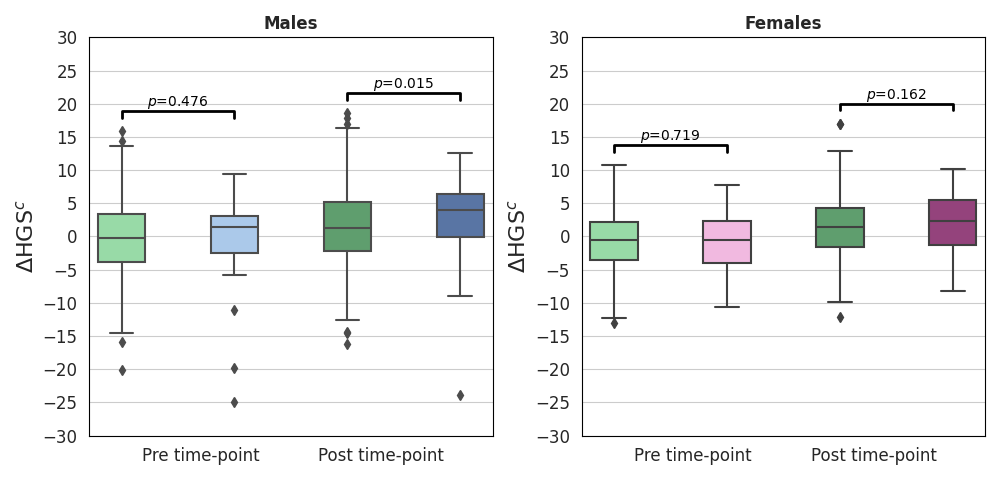 Males
30
25
20
15
10
5
0
−5
−10
−15
−20
−25
−30
ΔHGSᶜ
p=0.476
p=0.015
Pre time-point
Post time-point
Females
30
25
20
15
10
5
0
−5
−10
−15
−20
−25
−30
ΔHGSᶜ
p=0.719
p=0.162
Pre time-point
Post time-point